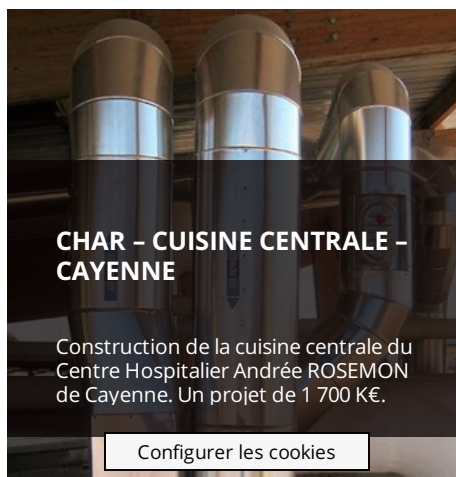 CHAR – CUISINE CENTRALE –
CAYENNE
Construction de la cuisine centrale du
Centre Hospitalier Andrée ROSEMON
de Cayenne. Un projet de 1 700 K€.
Configurer les cookies